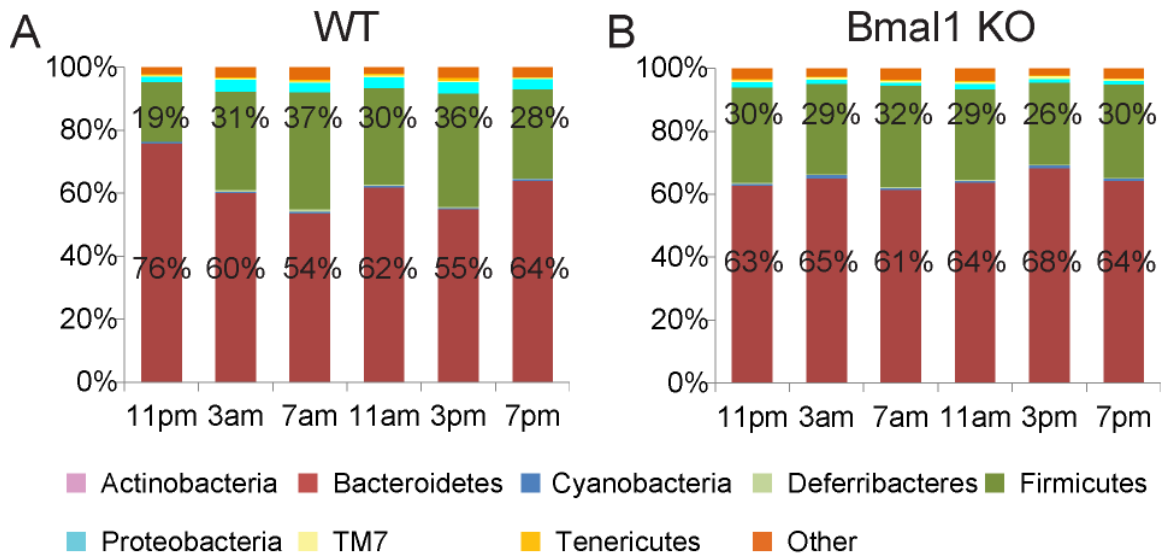 A WT
100%
80%
60%
40%
20%
0%
19% 31% 37% 30% 36% 28%
76% 60% 54% 62% 55% 64%
11pm 3am 7am 11am 3pm 7pm
B Bmal1 KO
100%
80%
60%
40%
20%
0%
30% 29% 32% 29% 26% 30%
63% 65% 61% 64% 68% 64%
11pm 3am 7am 11am 3pm 7pm
Actinobacteria Bacteroidetes Cyanobacteria Deferribacteres Firmicutes
Proteobacteria TM7 Tenericutes Other